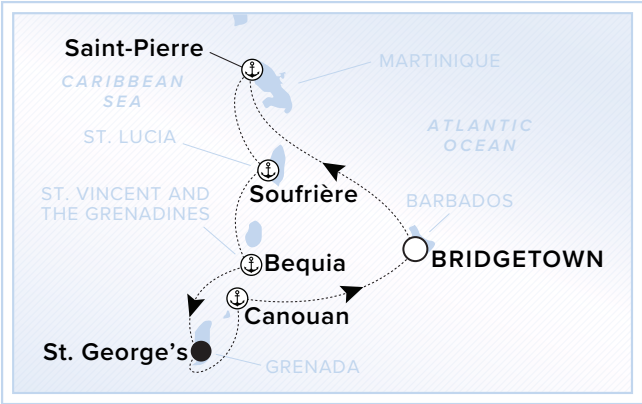 Saint-Pierre
MARTINIQUE
CARIBBEAN
SEA
ATLANTIC
OCEAN
ST. LUCIA
Soufrière
ST. VINCENT AND
THE GRENADINES
BARBADOS
Bequia
BRIDGETOWN
Canouan
St. George’s
GRENADA